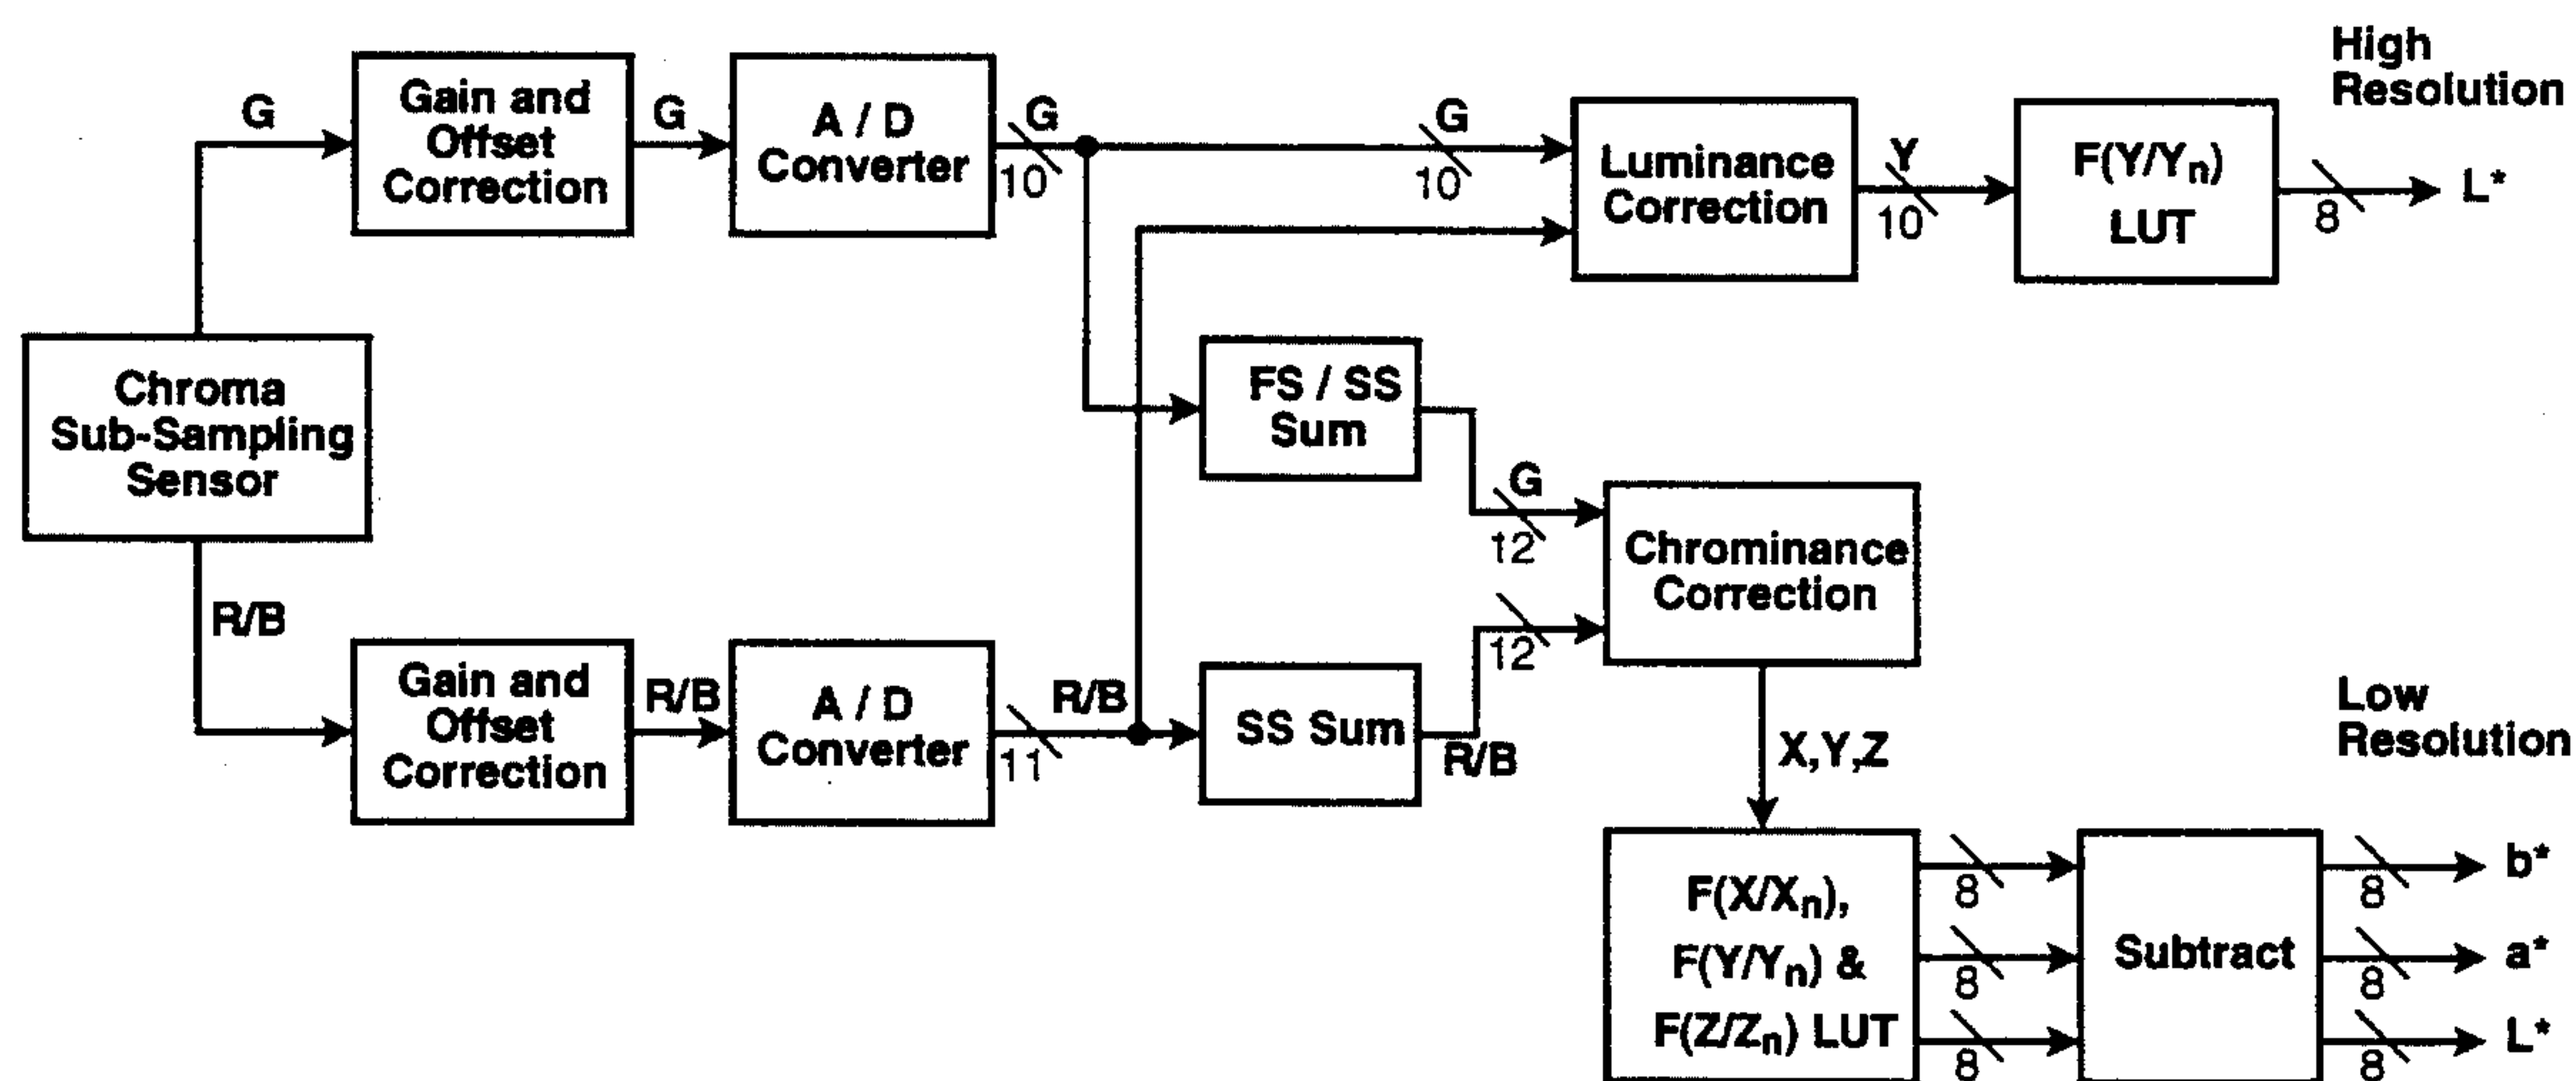 High
Resolution
G
Gain and
Offset
Correction
G
A / D
Converter
G
10
G
10
Luminance
Correction
Y
10
F(Y/Yn)
LUT
8
L*
Chroma
Sub-Sampling
Sensor
FS / SS
Sum
G
12
Chrominance
Correction
12
R/B
Gain and
Offset
Correction
R/B
A / D
Converter
11
R/B
SS Sum
R/B
X,Y,Z
Low
Resolution
F(X/Xn),
F(Y/Yn) &
F(Z/Zn) LUT
8
8
8
Subtract
8
b*
8
a*
8
L*